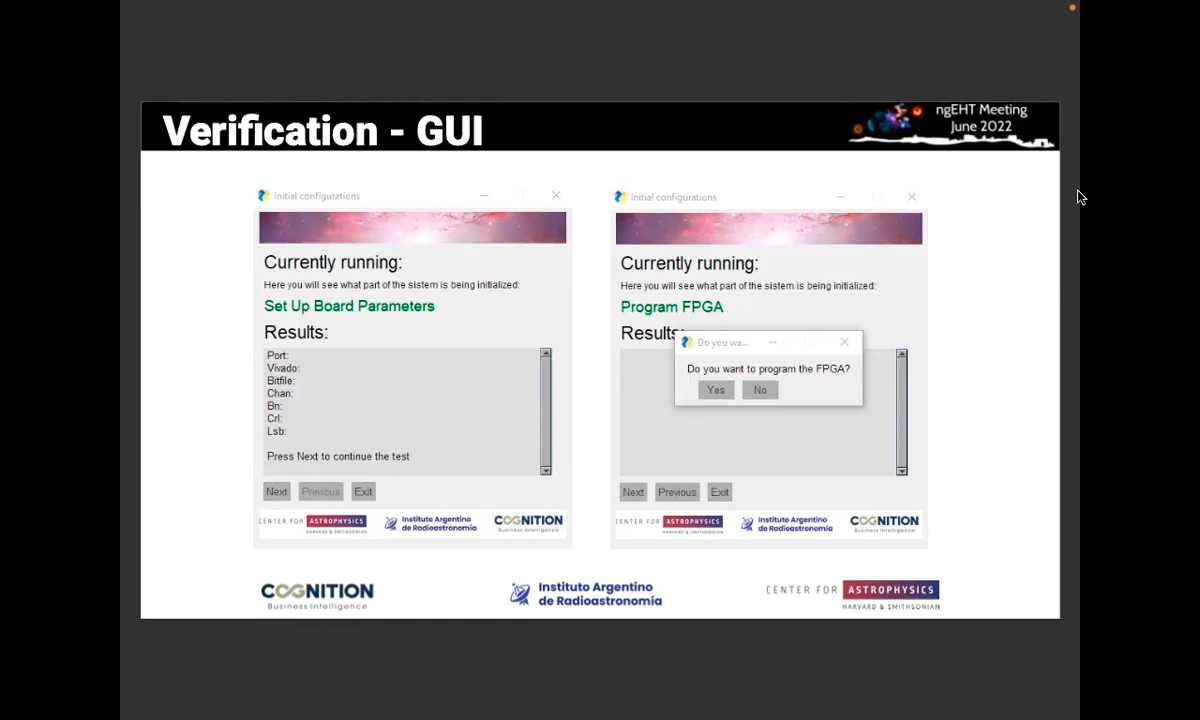 Verification - GUI
ngEHT Meeting
June 2022
Initial configurations
Currently running:
Here you will see what part of the sistem is being initialized:
Set Up Board Parameters
Results:
Port:
Vivado:
Bitfile:
Chan:
Bn:
Crl:
Lsb:
Press Next to continue the test
Next Previous Exit
CENTER FOR ASTROPHYSICS
HARVARD & SMITHSONIAN
Instituto Argentino
de Radioastronomía
COGNITION
Business Intelligence
Initial configurations
Currently running:
Here you will see what part of the sistem is being initialized:
Program FPGA
Results:
Do you wa...
Do you want to program the FPGA?
Yes No
Next Previous Exit
CENTER FOR ASTROPHYSICS
HARVARD & SMITHSONIAN
Instituto Argentino
de Radioastronomía
COGNITION
Business Intelligence
COGNITION
Business Intelligence
Instituto Argentino
de Radioastronomía
CENTER FOR ASTROPHYSICS
HARVARD & SMITHSONIAN